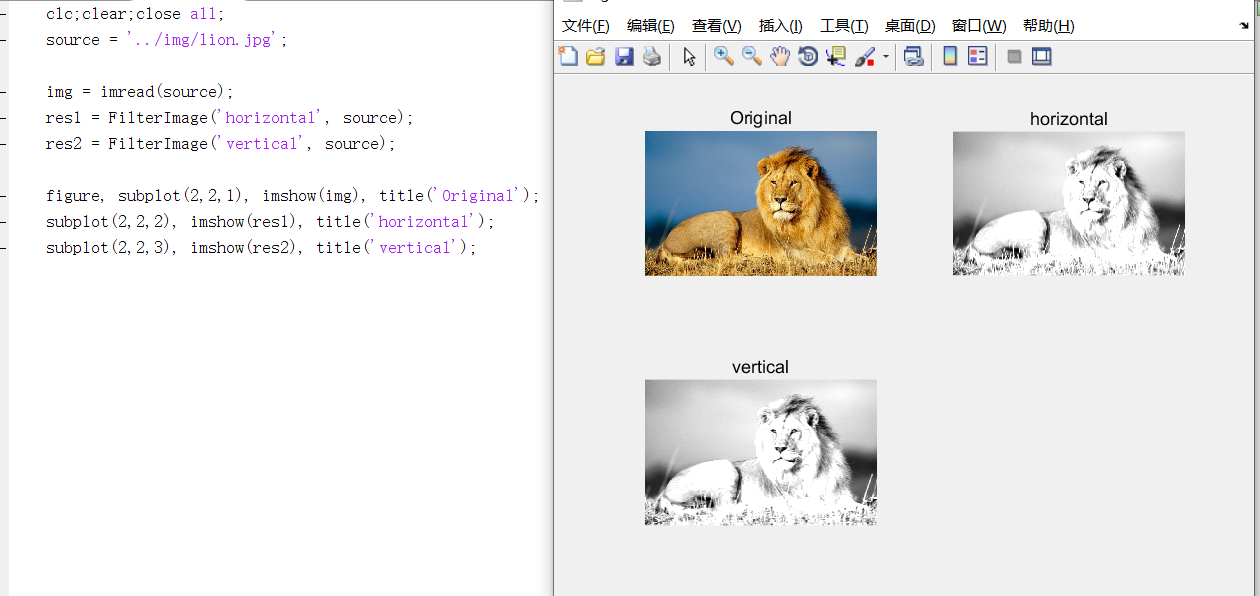 clc;clear;close all;
source = '../img/lion.jpg';
img = imread(source);
res1 = FilterImage('horizontal', source);
res2 = FilterImage('vertical', source);
figure, subplot(2,2,1), imshow(img), title('Original');
subplot(2,2,2), imshow(res1), title('horizontal');
subplot(2,2,3), imshow(res2), title('vertical');
文件(F) 编辑(E) 查看(V) 插入(I) 工具(T) 桌面(D) 窗口(W) 帮助(H)
Original
horizontal
vertical